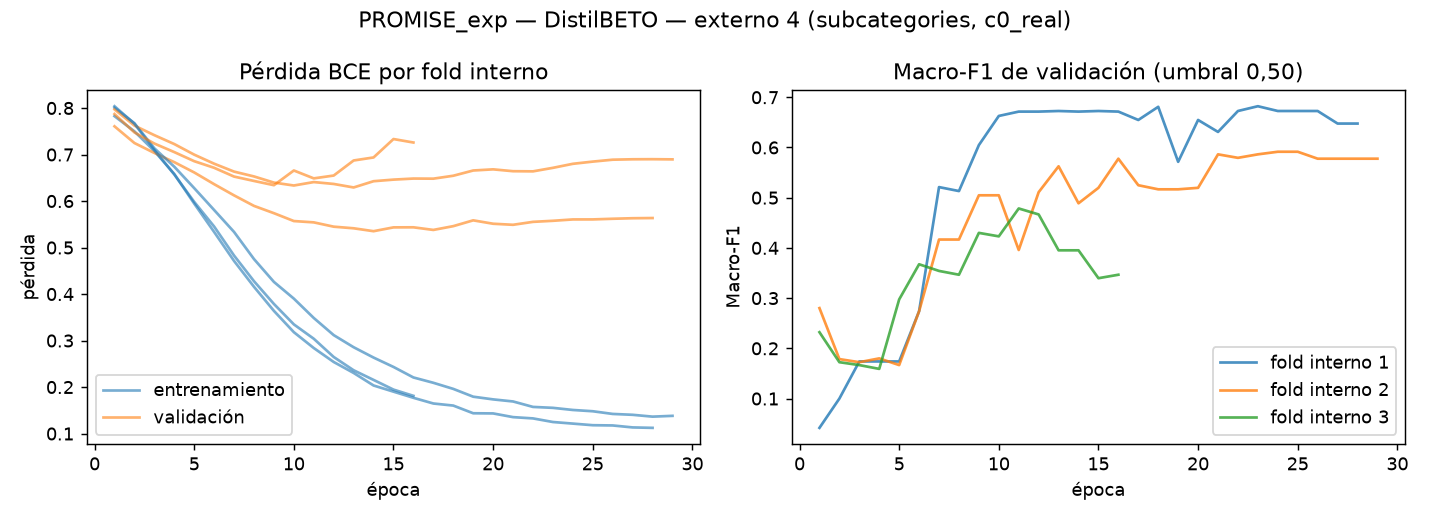 PROMISE_exp — DistilBETO — externo 4 (subcategories, c0_real)
Pérdida BCE por fold interno
pérdida
0.8
0.7
0.6
0.5
0.4
0.3
0.2
0.1
entrenamiento
validación
0 5 10 15 20 25 30
época
Macro-F1 de validación (umbral 0,50)
Macro-F1
0.7
0.6
0.5
0.4
0.3
0.2
0.1
fold interno 1
fold interno 2
fold interno 3
0 5 10 15 20 25 30
época